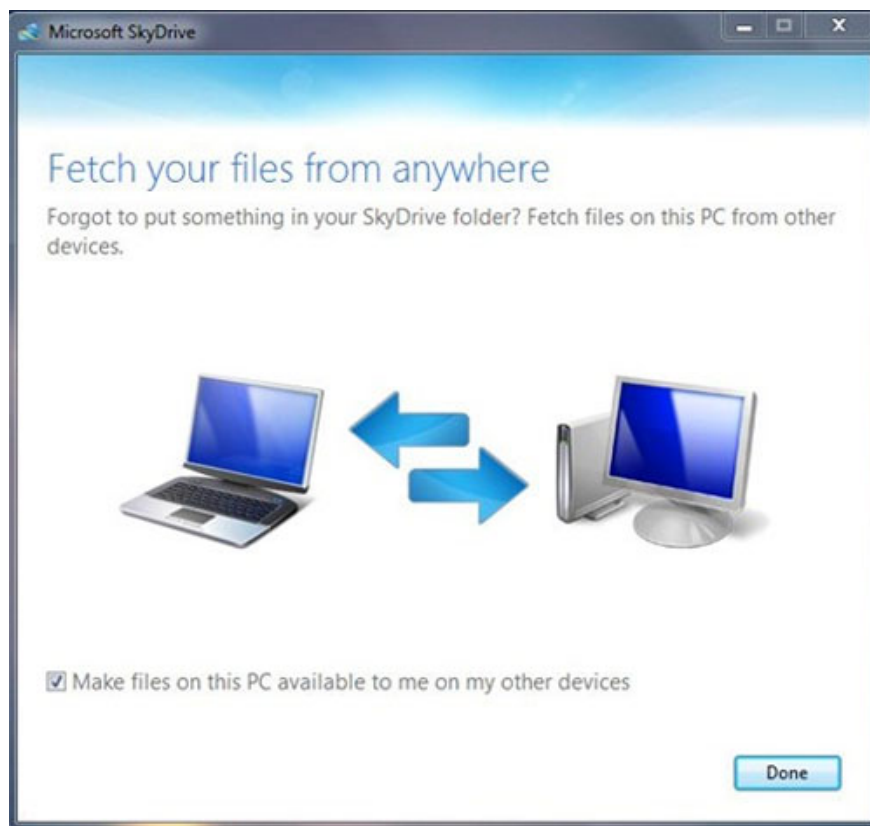 Microsoft SkyDrive
Fetch your files from anywhere
Forgot to put something in your SkyDrive folder? Fetch files on this PC from other
devices.
Make files on this PC available to me on my other devices
Done